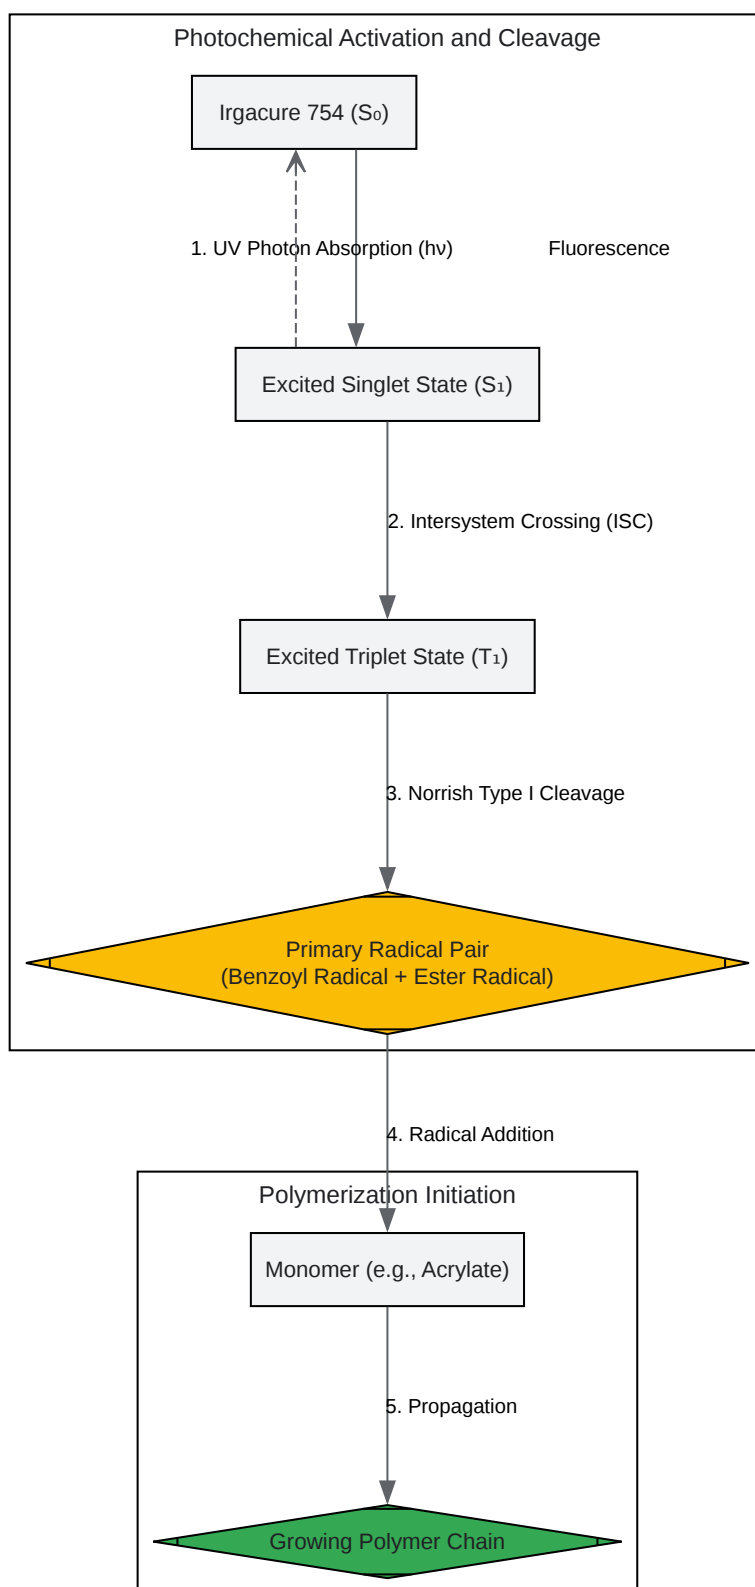 Photochemical Activation and Cleavage
Irgacure 754 (S₀)
1. UV Photon Absorption (hν)
Fluorescence
Excited Singlet State (S₁)
2. Intersystem Crossing (ISC)
Excited Triplet State (T₁)
3. Norrish Type I Cleavage
Primary Radical Pair
(Benzoyl Radical + Ester Radical)
4. Radical Addition
Polymerization Initiation
Monomer (e.g., Acrylate)
5. Propagation
Growing Polymer Chain